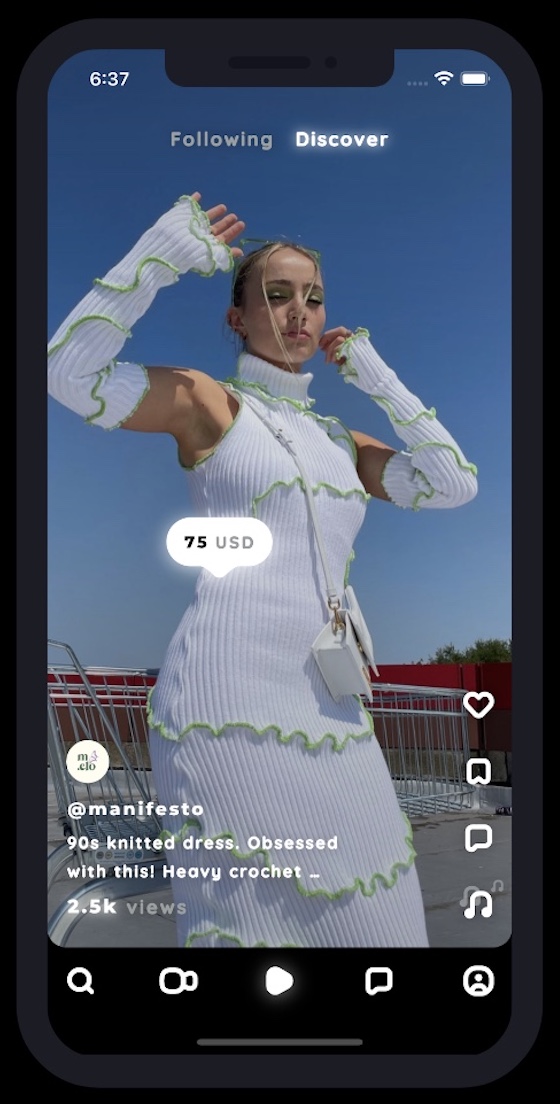 6:37
Following Discover
75 USD
m
.clo
@manifesto
90s knitted dress. Obsessed
with this! Heavy crochet …
2.5k views